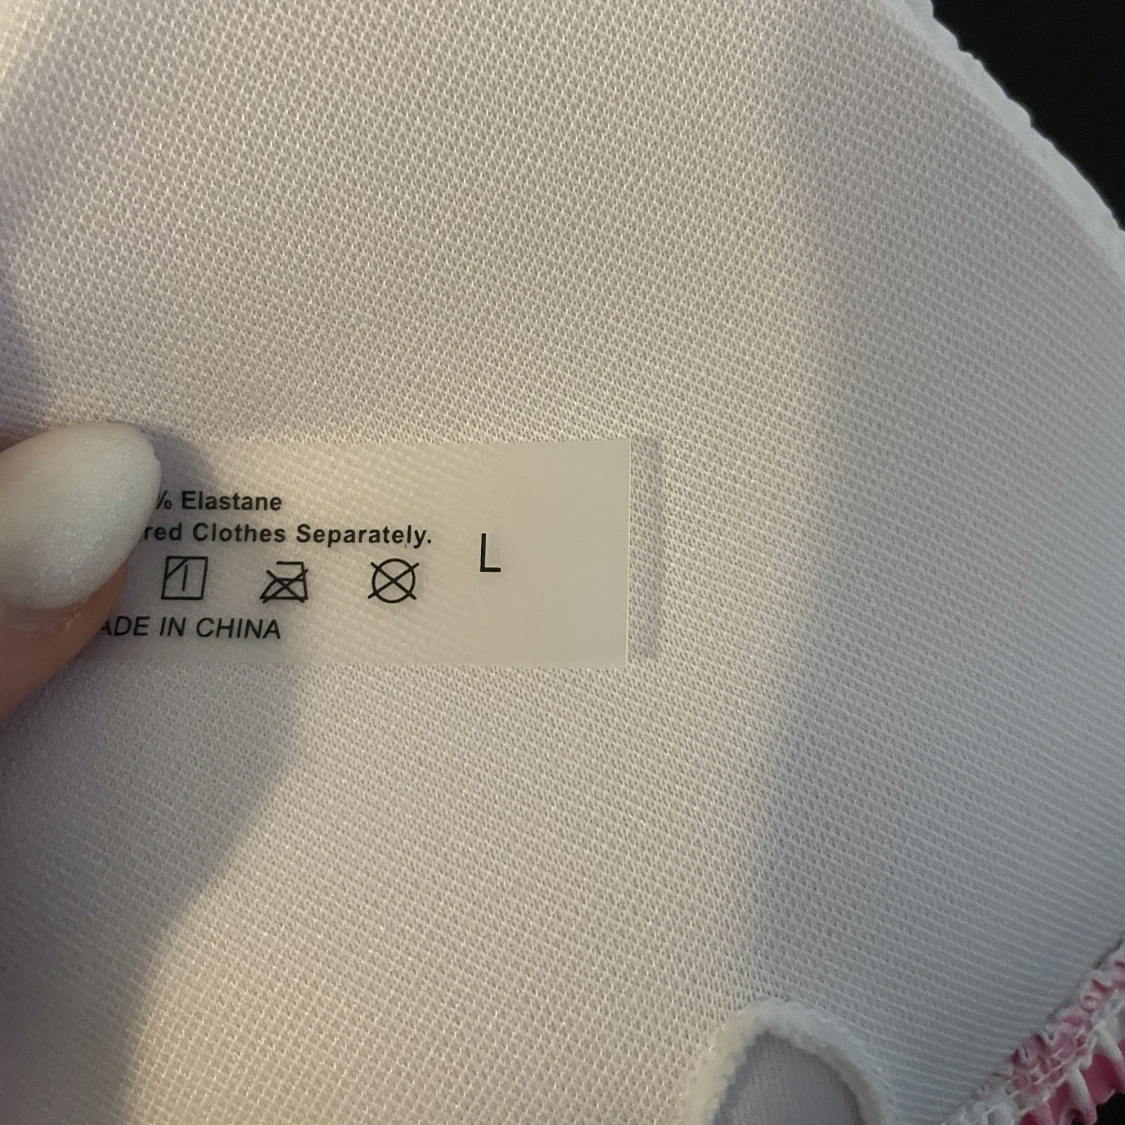 % Elastane
red Clothes Separately.
L
ADE IN CHINA